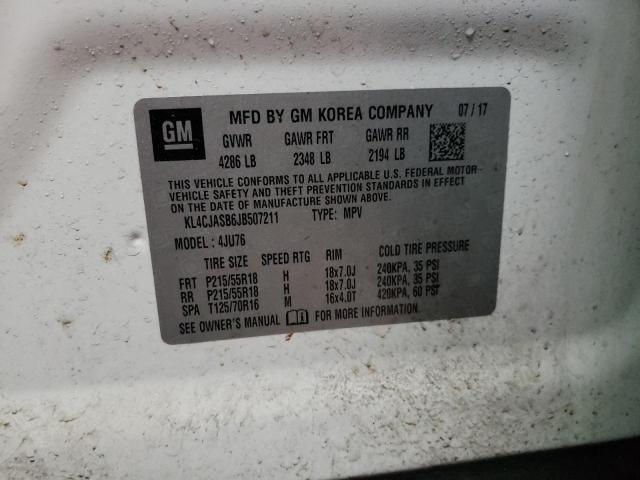 GM
MFD BY GM KOREA COMPANY 07 / 17
GVWR GAWR FRT GAWR RR
4286 LB 2348 LB 2194 LB
THIS VEHICLE CONFORMS TO ALL APPLICABLE U.S. FEDERAL MOTOR
VEHICLE SAFETY AND THEFT PREVENTION STANDARDS IN EFFECT
ON THE DATE OF MANUFACTURE SHOWN ABOVE.
KL4CJASB6JB507211 TYPE: MPV
MODEL : 4JU76
TIRE SIZE SPEED RTG RIM COLD TIRE PRESSURE
FRT P215/55R18 H 18x7.0J 240KPA, 35 PSI
RR P215/55R18 H 18x7.0J 240KPA, 35 PSI
SPA T125/70R16 M 16x4.0T 420KPA, 60 PSI
SEE OWNER'S MANUAL FOR MORE INFORMATION